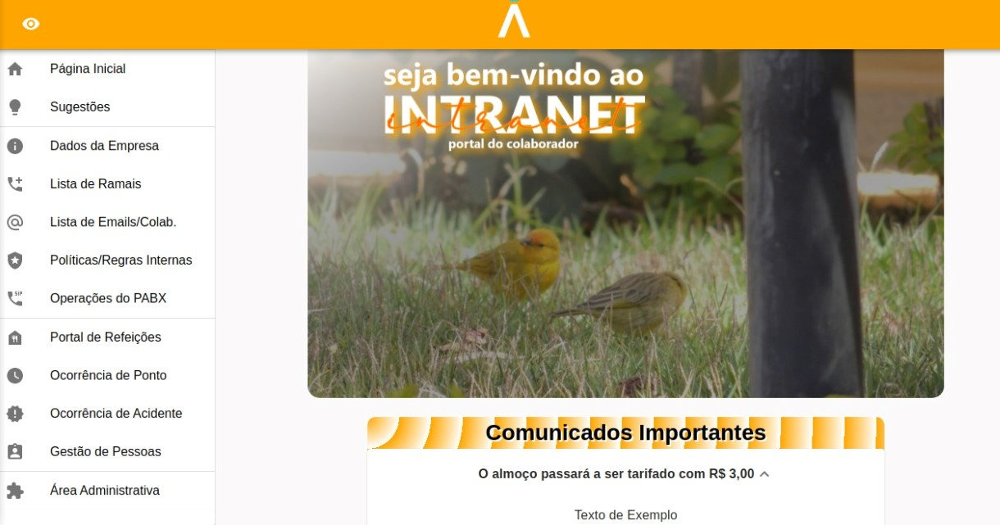 Página Inicial
Sugestões
Dados da Empresa
Lista de Ramais
Lista de Emails/Colab.
Políticas/Regras Internas
SIP
Operações do PABX
Portal de Refeições
Ocorrência de Ponto
Ocorrência de Acidente
Gestão de Pessoas
Área Administrativa
seja bem-vindo ao
INTRANET
intranet
portal do colaborador
Comunicados Importantes
O almoço passará a ser tarifado com R$ 3,00
Texto de Exemplo